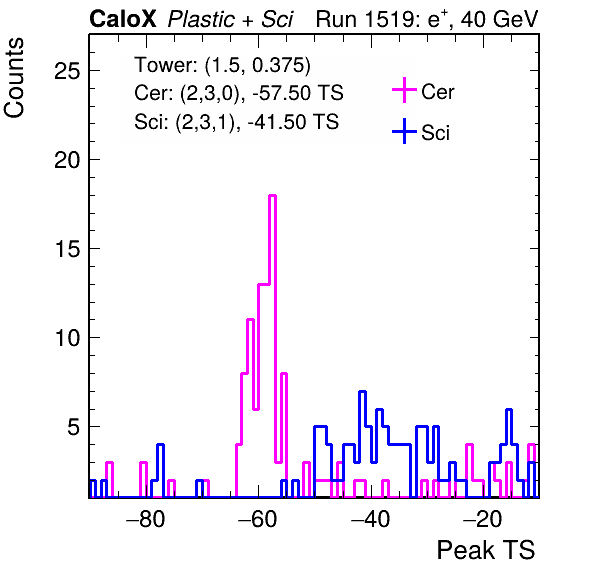 CaloX Plastic + Sci Run 1519: e+, 40 GeV
Counts
Tower: (1.5, 0.375)
Cer: (2,3,0), -57.50 TS
Sci: (2,3,1), -41.50 TS
Cer
Sci
25
20
15
10
5
−80 −60 −40 −20
Peak TS